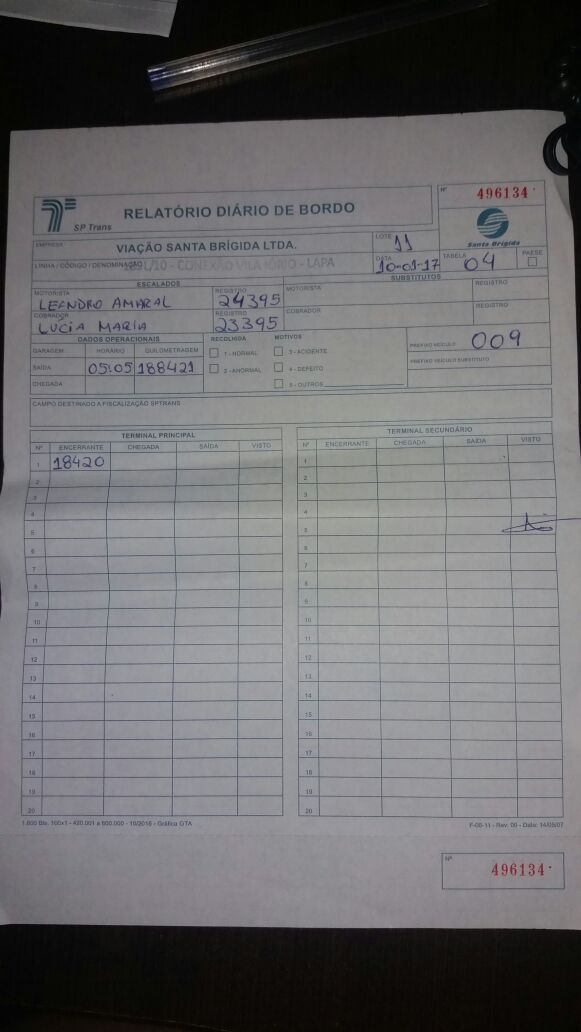 Nº 496134
SP Trans
RELATÓRIO DIÁRIO DE BORDO
Santa Brígida
EMPRESA
VIAÇÃO SANTA BRÍGIDA LTDA.
LOTE 11
LINHA / CÓDIGO / DENOMINAÇÃO
L/10 - CONEXÃO VILA IÓRIO - LAPA
DATA 10-01-17
TABELA 04
PAESE
ESCALADOS
SUBSTITUTOS
MOTORISTA LEANDRO AMARAL
REGISTRO 24395
MOTORISTA
REGISTRO
COBRADOR LUCIA MARIA
REGISTRO 23395
COBRADOR
REGISTRO
DADOS OPERACIONAIS
RECOLHIDA
MOTIVOS
PREFIXO VEÍCULO 009
GARAGEM HORÁRIO QUILOMETRAGEM
1 - NORMAL
3 - ACIDENTE
PREFIXO VEÍCULO SUBSTITUTO
SAÍDA 05:05 188421
2 - ANORMAL
4 - DEFEITO
CHEGADA
5 - OUTROS
CAMPO DESTINADO A FISCALIZAÇÃO SPTRANS
TERMINAL PRINCIPAL
Nº ENCERRANTE CHEGADA SAÍDA VISTO
1 18420
2
3
4
5
6
7
8
9
10
11
12
13
14
15
16
17
18
19
20
TERMINAL SECUNDÁRIO
Nº ENCERRANTE CHEGADA SAÍDA VISTO
1
2
3
4
5
6
7
8
9
10
11
12
13
14
15
16
17
18
19
20
1.800 Bls. 100x1 - 420.001 a 600.000 - 10/2016 - Gráfica GTA
F-08-11 - Rev: 00 - Data: 14/05/07
Nº 496134